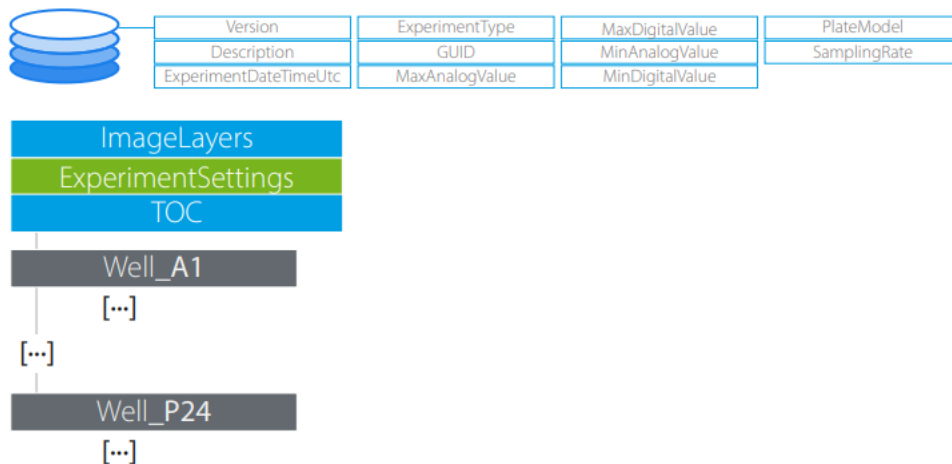 Version ExperimentType MaxDigitalValue PlateModel
Description GUID MinAnalogValue SamplingRate
ExperimentDateTimeUtc MaxAnalogValue MinDigitalValue
ImageLayers
ExperimentSettings
TOC
Well_A1
[...]
[...]
Well_P24
[...]